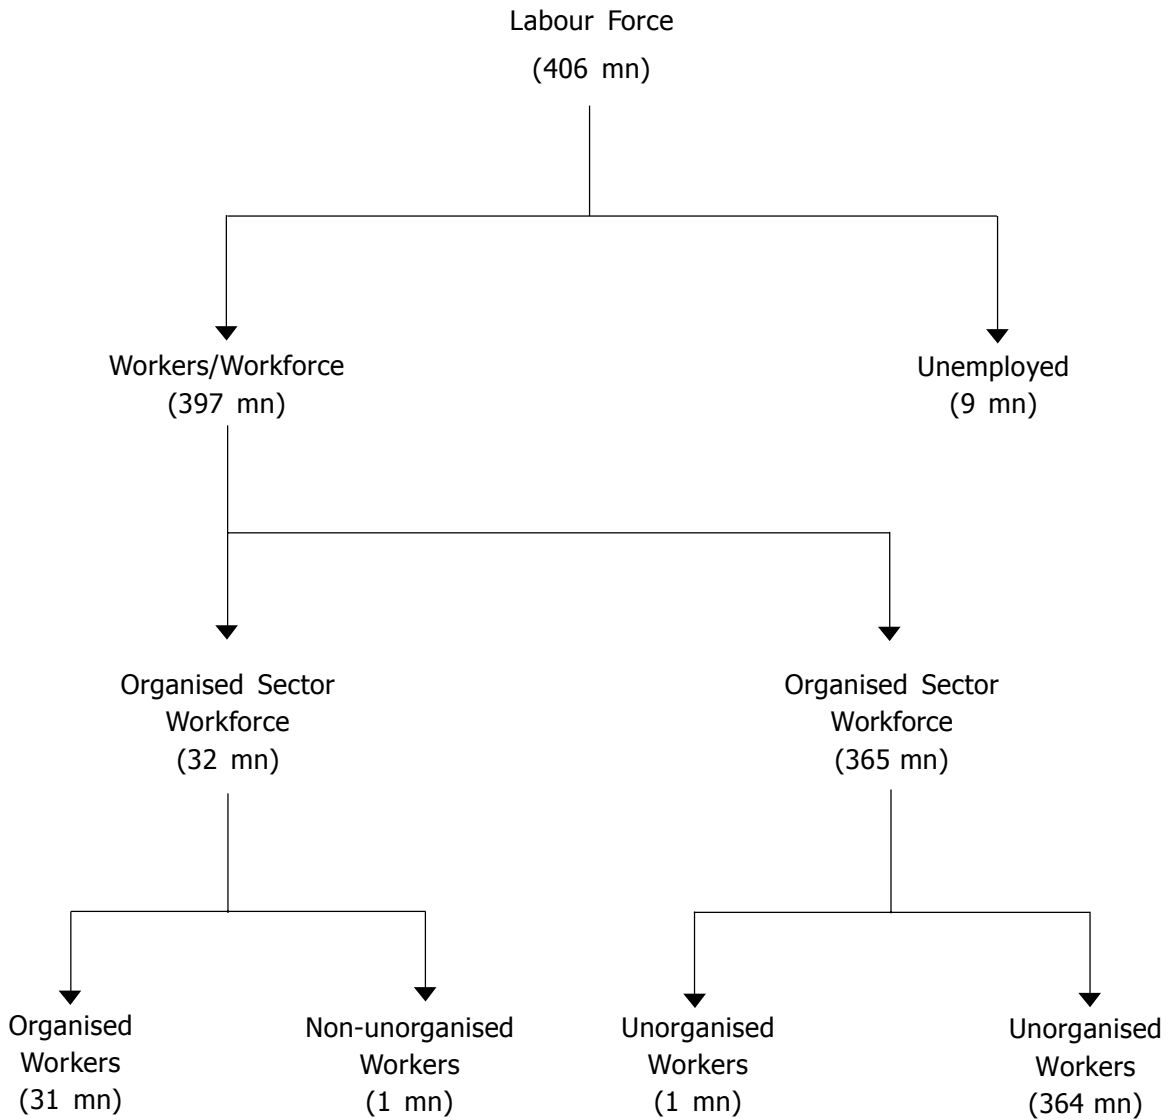 Labour Force
(406 mn)
Workers/Workforce
(397 mn)
Unemployed
(9 mn)
Organised Sector
Workforce
(32 mn)
Organised Sector
Workforce
(365 mn)
Organised
Workers
(31 mn)
Non-unorganised
Workers
(1 mn)
Unorganised
Workers
(1 mn)
Unorganised
Workers
(364 mn)